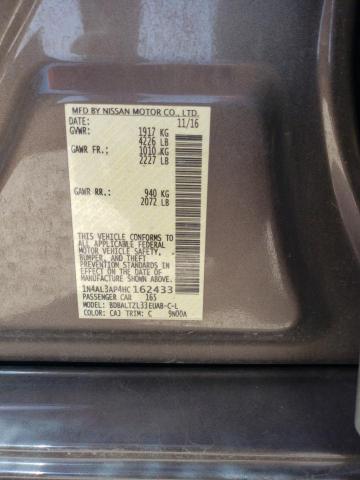 MFD BY NISSAN MOTOR CO., LTD.
DATE: 11/16
GVWR: 1917 KG
4226 LB
GAWR FR.: 1010 KG
2227 LB
GAWR RR.: 940 KG
2072 LB
THIS VEHICLE CONFORMS TO
ALL APPLICABLE FEDERAL
MOTOR VEHICLE SAFETY,
BUMPER, AND THEFT
PREVENTION STANDARDS
IN EFFECT ON THE DATE OF
MANUFACTURE SHOWN ABOVE.
1N4AL3AP4HC162433
PASSENGER CAR 165
MODEL: BDBALTZL33EUAB-C-L
COLOR: CAJ TRIM: C 9N00A